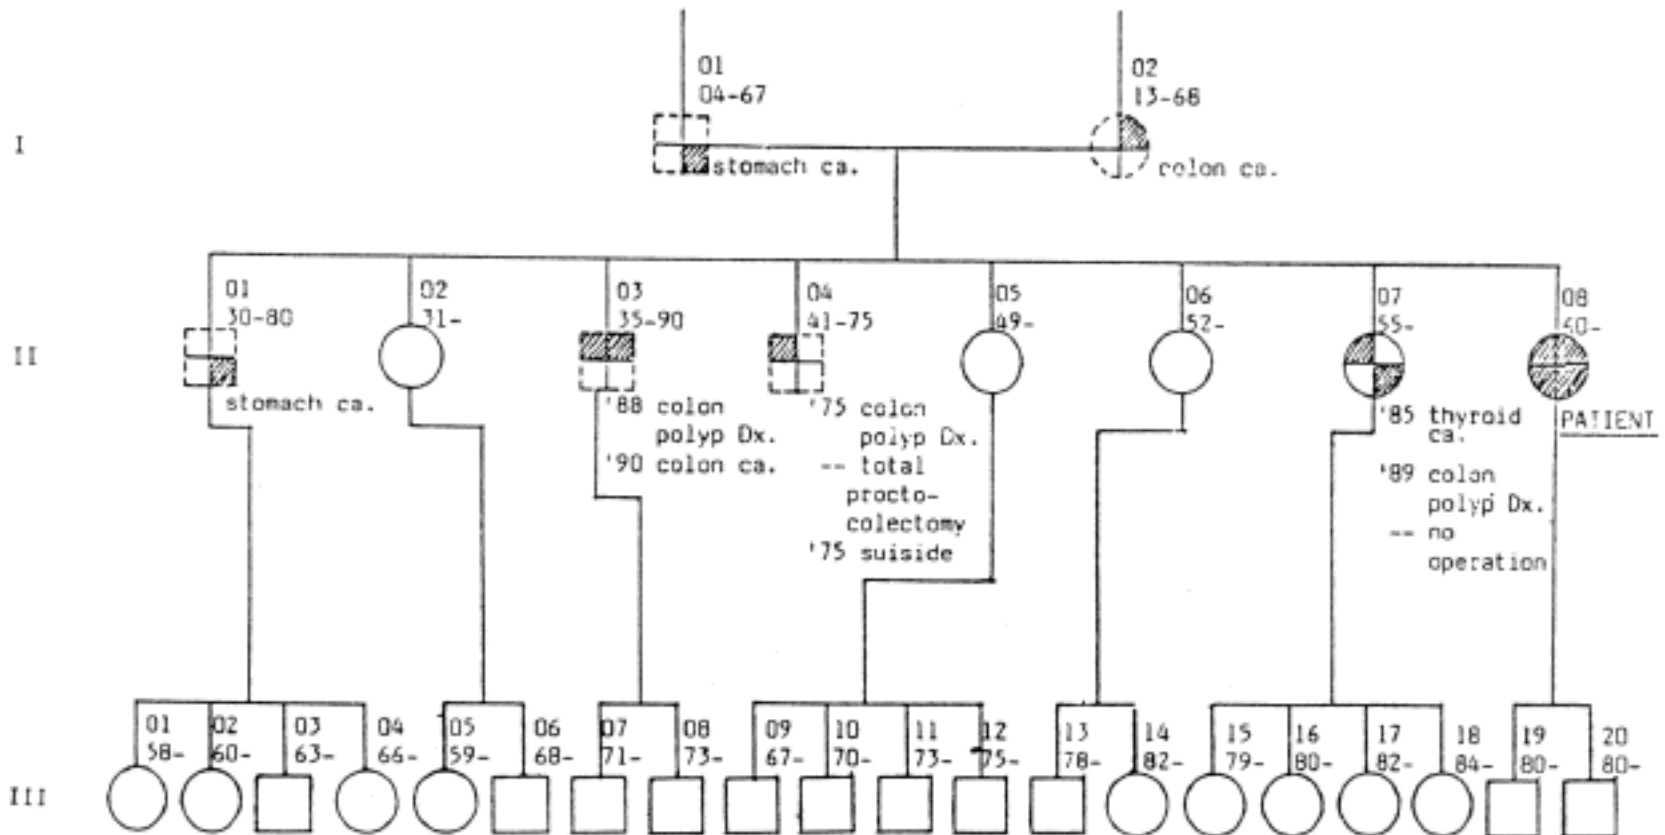 01
04-67
02
13-68
I
stomach ca.
colon ca.
01
30-80
02
31-
03
35-90
04
41-75
05
49-
06
52-
07
55-
08
60-
II
stomach ca.
'88 colon
polyp Dx.
'90 colon ca.
'75 colon
polyp Dx.
-- total
procto-
colectomy
'75 suiside
'85 thyroid
ca.
'89 colon
polyp Dx.
-- no
operation
PATIENT
01
58-
02
60-
03
63-
04
66-
05
59-
06
68-
07
71-
08
73-
09
67-
10
70-
11
73-
12
75-
13
78-
14
82-
15
79-
16
80-
17
82-
18
84-
19
80-
20
80-
III